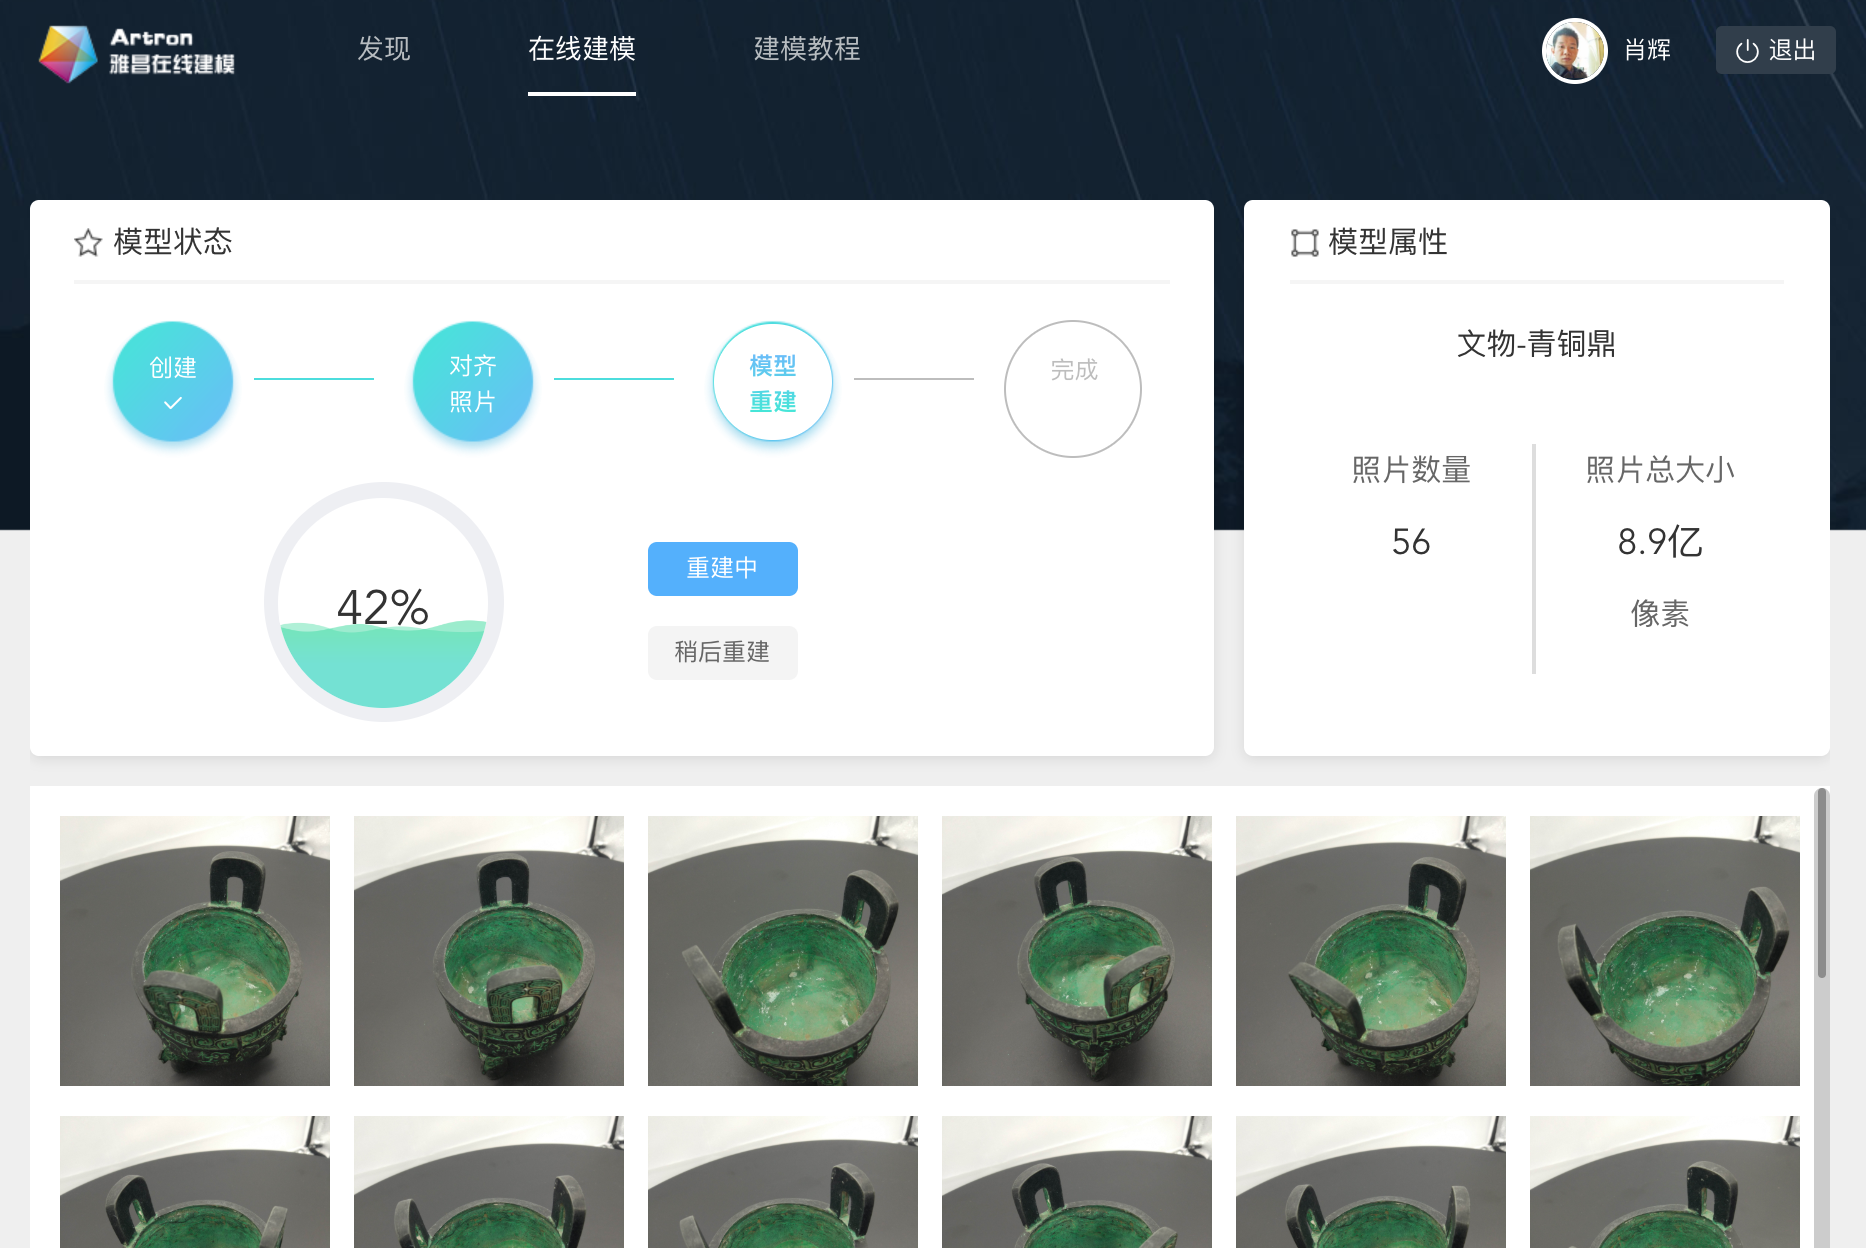 Artron
雅昌在线建模
发现
在线建模
建模教程
肖辉
退出
模型状态
创建
对齐
照片
模型
重建
完成
42%
重建中
稍后重建
模型属性
文物-青铜鼎
照片数量
56
照片总大小
8.9亿
像素